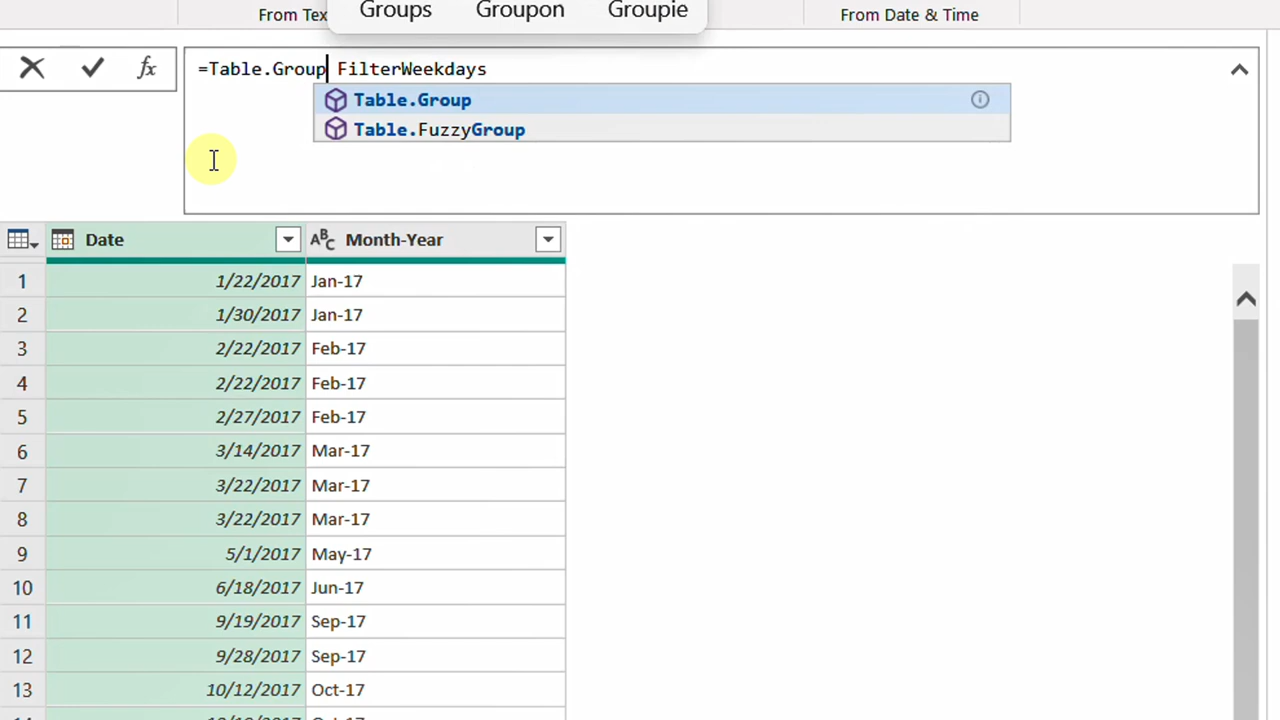 Groups Groupon Groupie
From Tex From Date & Time
fx =Table.Group FilterWeekdays
Table.Group
Table.FuzzyGroup
Date ABC Month-Year
1 1/22/2017 Jan-17
2 1/30/2017 Jan-17
3 2/22/2017 Feb-17
4 2/22/2017 Feb-17
5 2/27/2017 Feb-17
6 3/14/2017 Mar-17
7 3/22/2017 Mar-17
8 3/22/2017 Mar-17
9 5/1/2017 May-17
10 6/18/2017 Jun-17
11 9/19/2017 Sep-17
12 9/28/2017 Sep-17
13 10/12/2017 Oct-17